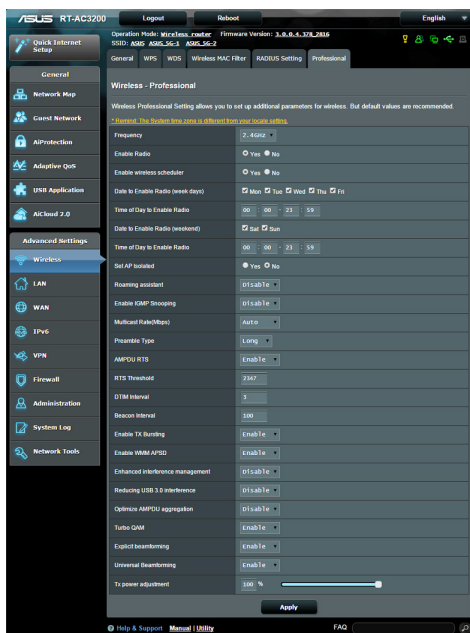 ASUS RT-AC3200 Logout Reboot English
Operation Mode: Wireless router Firmware Version: 3.0.0.4.378_2816
SSID: ASUS ASUS_5G-1 ASUS_5G-2
Quick Internet Setup
General
Network Map
Guest Network
AiProtection
Adaptive QoS
USB Application
AiCloud 2.0
Advanced Settings
Wireless
LAN
WAN
IPv6
VPN
Firewall
Administration
System Log
Network Tools
General WPS WDS Wireless MAC Filter RADIUS Setting Professional
Wireless - Professional
Wireless Professional Setting allows you to set up additional parameters for wireless. But default values are recommended.
* Remind: The System time zone is different from your locale setting.
Frequency 2.4GHz
Enable Radio Yes No
Enable wireless scheduler Yes No
Date to Enable Radio (week days) Mon Tue Wed Thu Fri
Time of Day to Enable Radio 00 : 00 - 23 : 59
Date to Enable Radio (weekend) Sat Sun
Time of Day to Enable Radio 00 : 00 - 23 : 59
Set AP Isolated Yes No
Roaming assistant Disable
Enable IGMP Snooping Disable
Multicast Rate(Mbps) Auto
Preamble Type Long
AMPDU RTS Enable
RTS Threshold 2347
DTIM Interval 3
Beacon Interval 100
Enable TX Bursting Enable
Enable WMM APSD Enable
Enhanced interference management Disable
Reducing USB 3.0 interference Disable
Optimize AMPDU aggregation Disable
Turbo QAM Enable
Explicit beamforming Enable
Universal Beamforming Enable
Tx power adjustment 100 %
Apply
Help & Support Manual | Utility FAQ